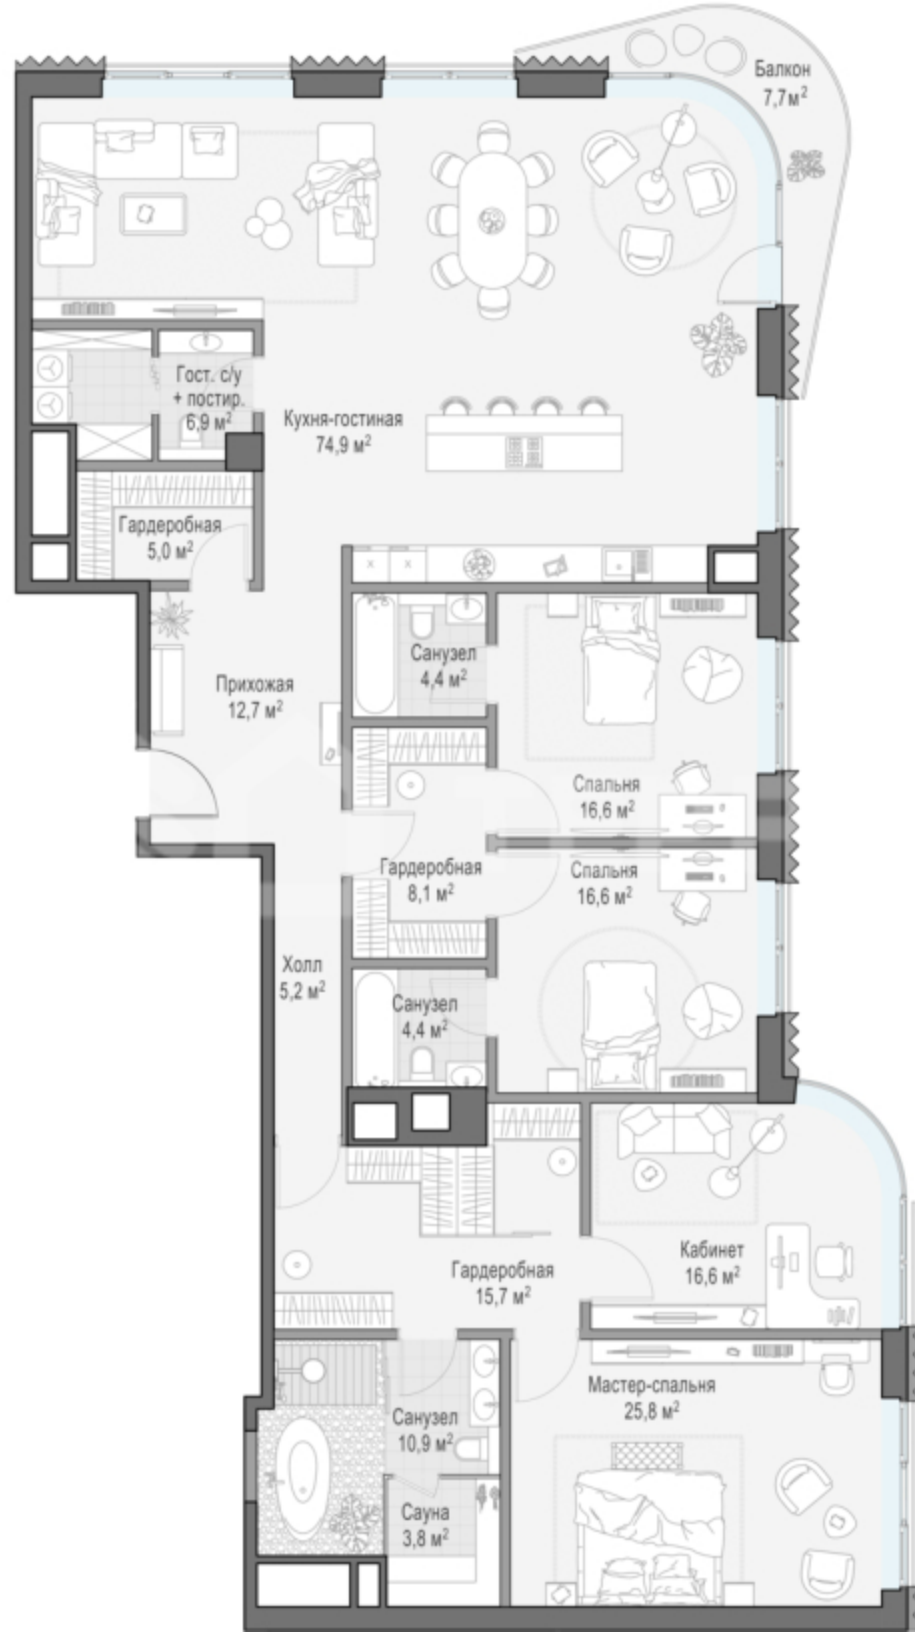 Балкон
7,7м²
Гост. с/у
+ постир.
6,9 м²
Кухня-гостиная
74,9 м²
Гардеробная
5,0 м²
Санузел
4,4 м²
Прихожая
12,7 м²
Спальня
16,6 м²
Гардеробная
8,1 м²
Спальня
16,6 м²
Холл
5,2 м²
Санузел
4,4 м²
Кабинет
16,6 м²
Гардеробная
15,7 м²
Мастер-спальня
25,8 м²
Санузел
10,9 м²
Сауна
3,8 м²